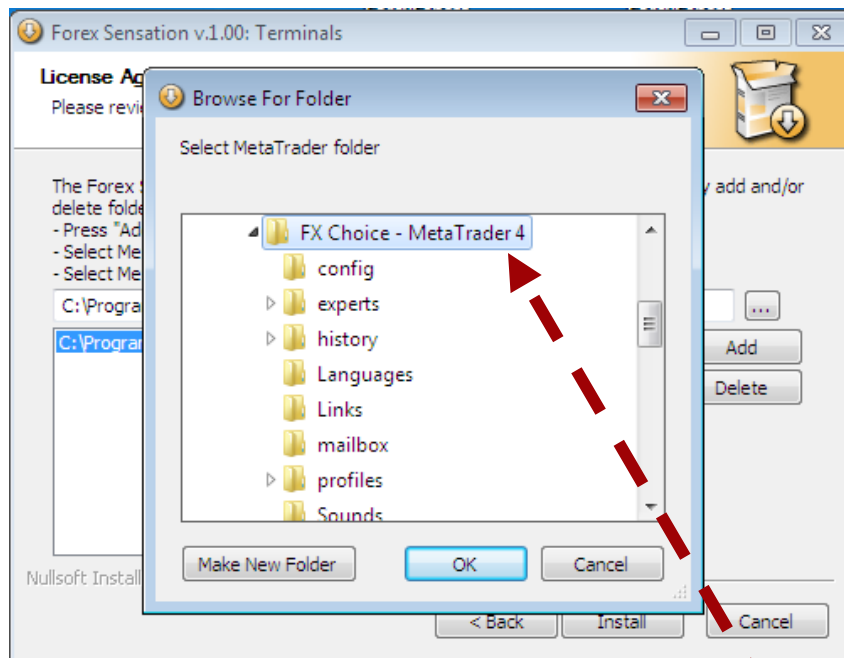 Forex Sensation v.1.00: Terminals
License Ag
Please revi
Browse For Folder
Select MetaTrader folder
The Forex
y add and/or
delete folde
- Press "Ad
- Select Me
- Select Me
C:\Progra
...
C:\Program
Add
Delete
FX Choice - MetaTrader 4
config
experts
history
Languages
Links
mailbox
profiles
Sounds
Make New Folder
OK
Cancel
Nullsoft Install
< Back
Install
Cancel